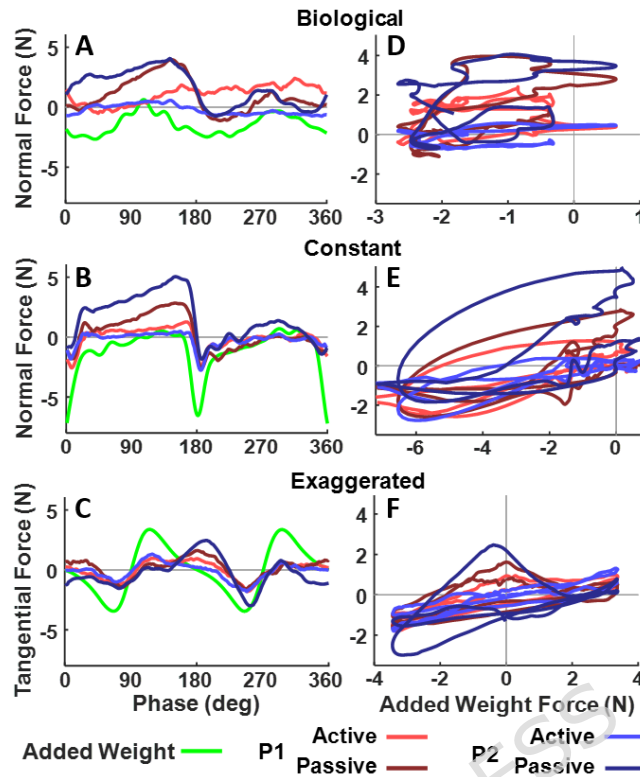 Biological
A
D
Normal Force (N)
5
0
-5
0 90 180 270 360
4
2
0
-2
-3 -2 -1 0 1
Constant
B
E
Normal Force (N)
5
0
-5
0 90 180 270 360
4
2
0
-2
-6 -4 -2 0
Exaggerated
C
F
Tangential Force (N)
5
0
-5
0 90 180 270 360
Phase (deg)
4
2
0
-2
-4 -2 0 2 4
Added Weight Force (N)
Added Weight P1 Active P2 Active
Passive Passive
ESS